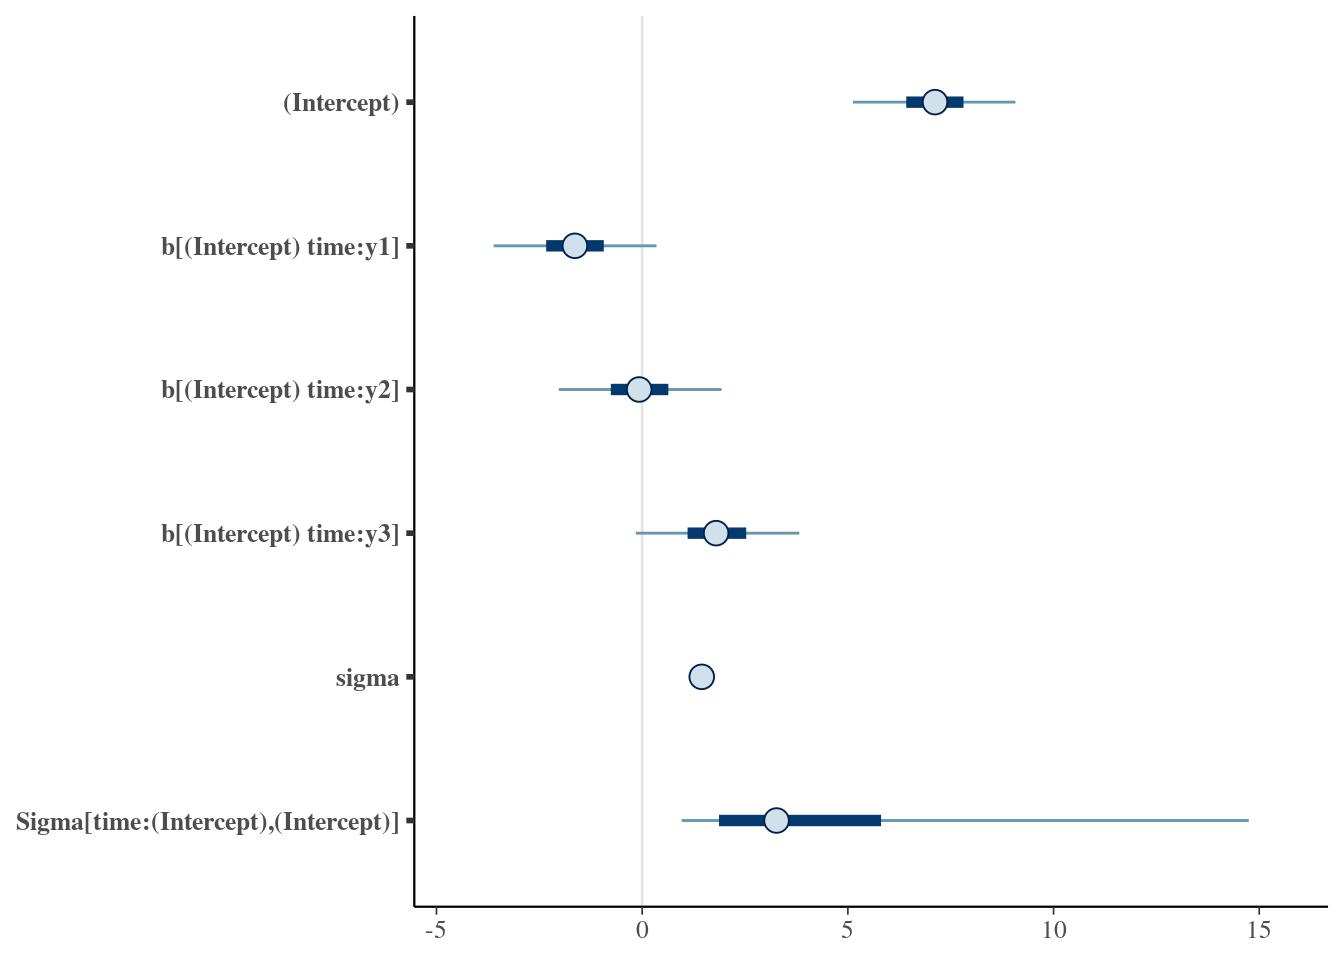 (Intercept)
b[(Intercept) time:y1]
b[(Intercept) time:y2]
b[(Intercept) time:y3]
sigma
Sigma[time:(Intercept),(Intercept)]
-5 0 5 10 15